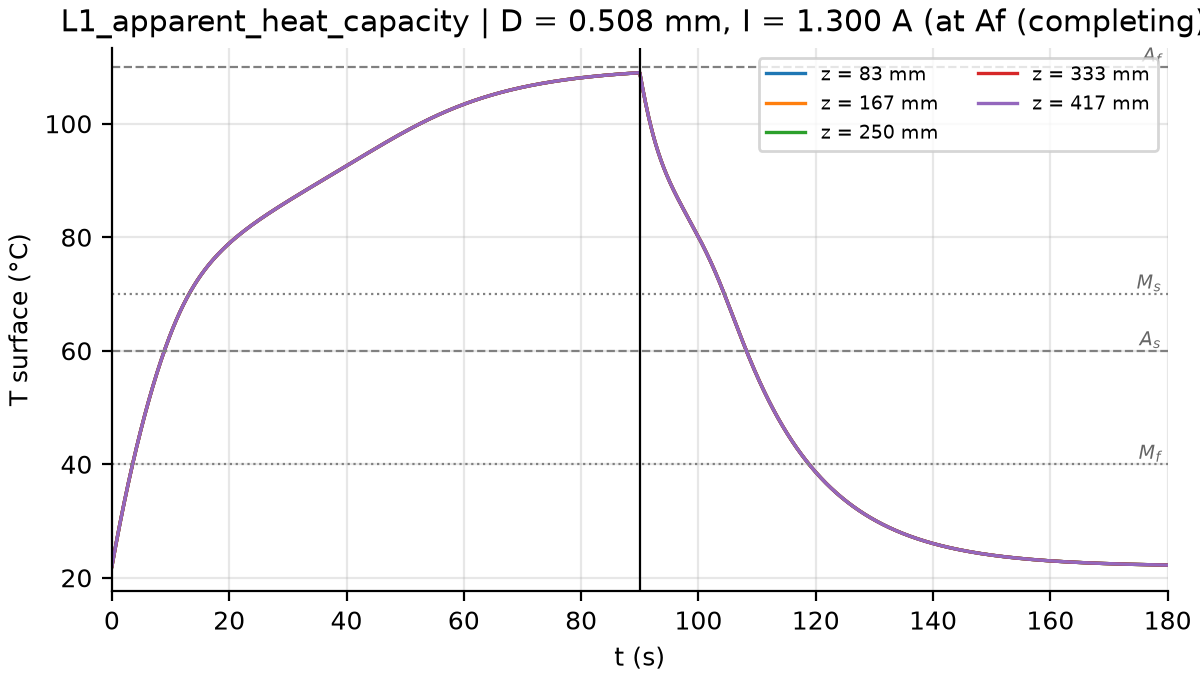 L1_apparent_heat_capacity | D = 0.508 mm, I = 1.300 A (at Af (completing)
A_f
z = 83 mm
z = 167 mm
z = 250 mm
z = 333 mm
z = 417 mm
100
80
60
40
20
M_s
A_s
M_f
T surface (°C)
0 20 40 60 80 100 120 140 160 180
t (s)